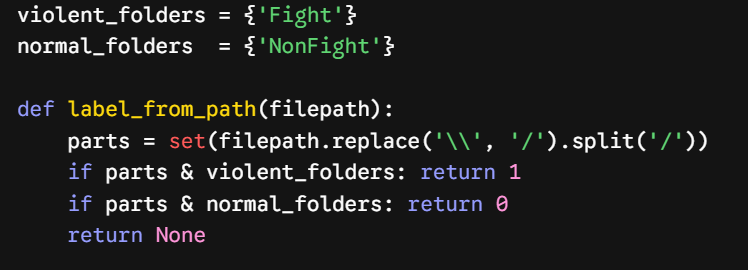 violent_folders = {'Fight'}
normal_folders  = {'NonFight'}

def label_from_path(filepath):
    parts = set(filepath.replace('\\', '/').split('/'))
    if parts & violent_folders: return 1
    if parts & normal_folders: return 0
    return None